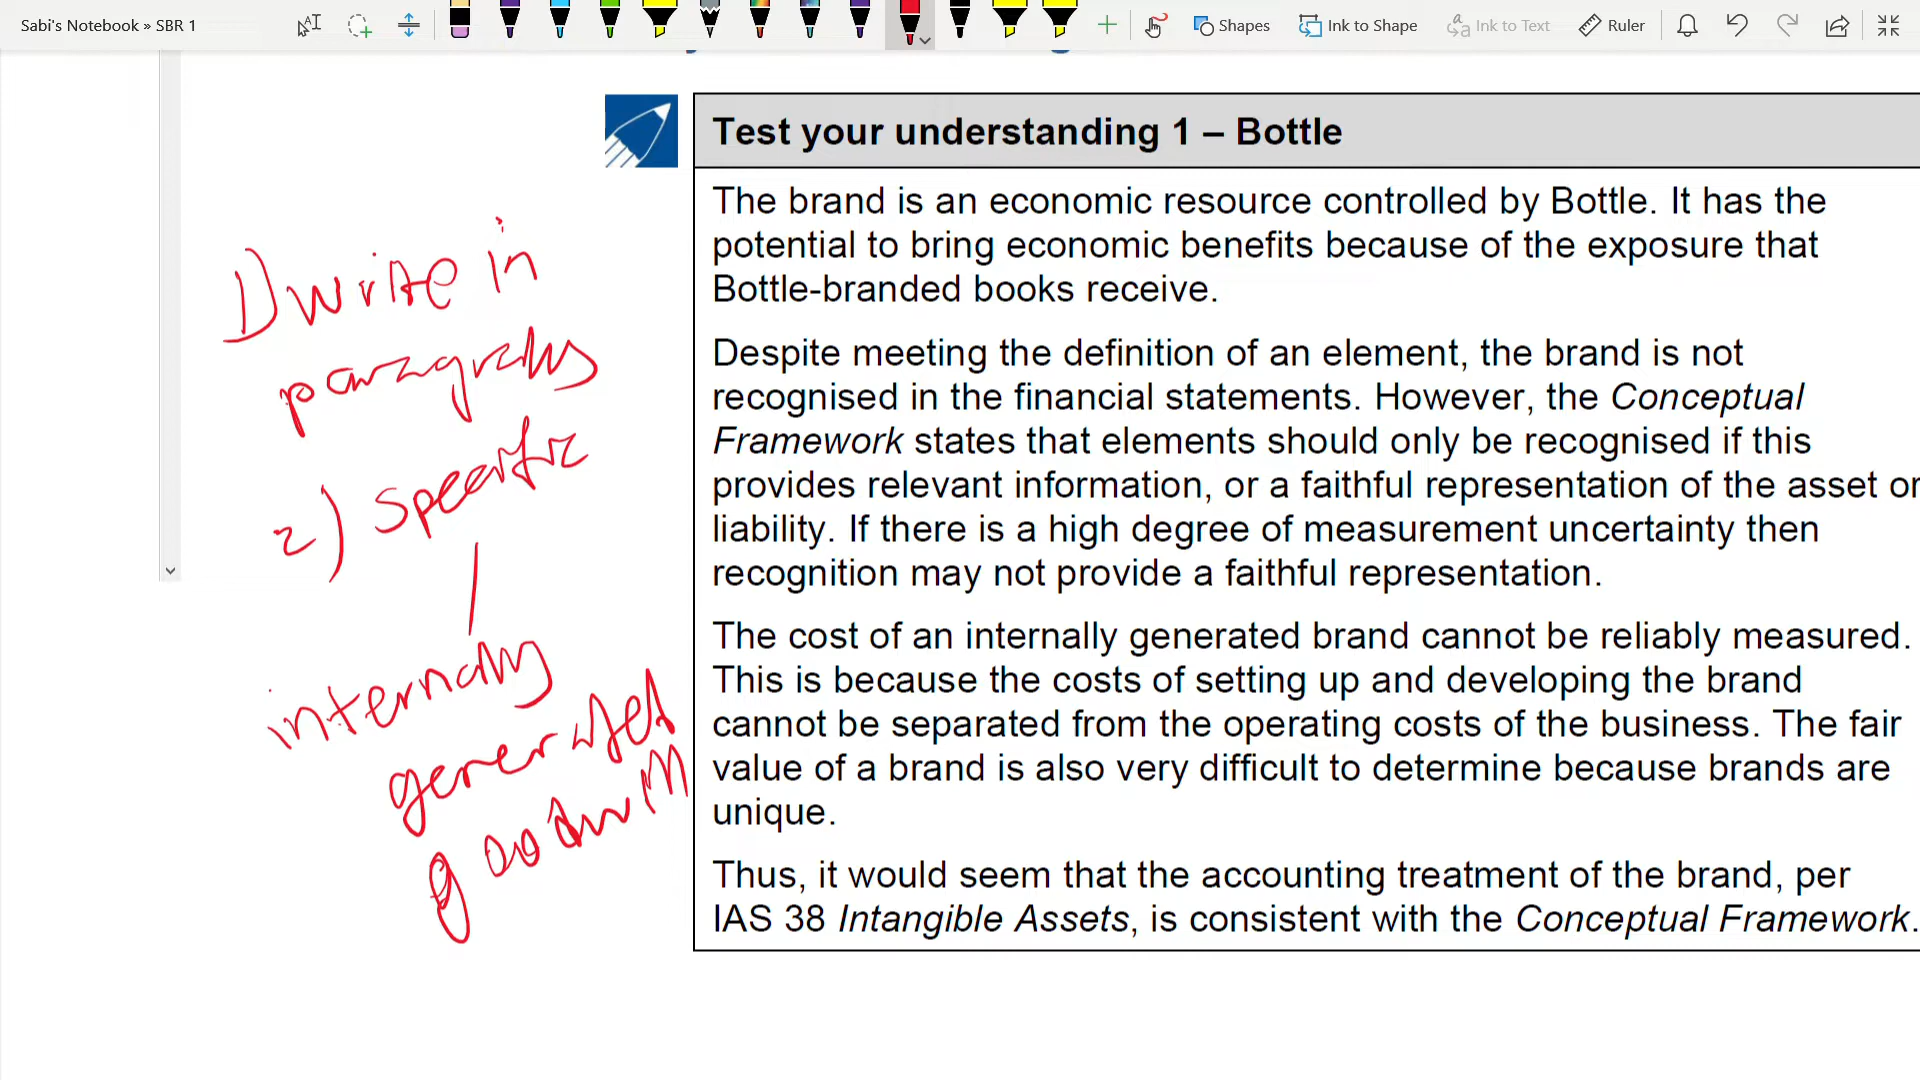 Sabi's Notebook » SBR 1
Shapes
Ink to Shape
Ink to Text
Ruler
Test your understanding 1 – Bottle
The brand is an economic resource controlled by Bottle. It has the
potential to bring economic benefits because of the exposure that
Bottle-branded books receive.
Despite meeting the definition of an element, the brand is not
recognised in the financial statements. However, the Conceptual
Framework states that elements should only be recognised if this
provides relevant information, or a faithful representation of the asset or
liability. If there is a high degree of measurement uncertainty then
recognition may not provide a faithful representation.
The cost of an internally generated brand cannot be reliably measured.
This is because the costs of setting up and developing the brand
cannot be separated from the operating costs of the business. The fair
value of a brand is also very difficult to determine because brands are
unique.
Thus, it would seem that the accounting treatment of the brand, per
IAS 38 Intangible Assets, is consistent with the Conceptual Framework.
1) write in
paragraphs
2) specific
internally
generated
goodwill